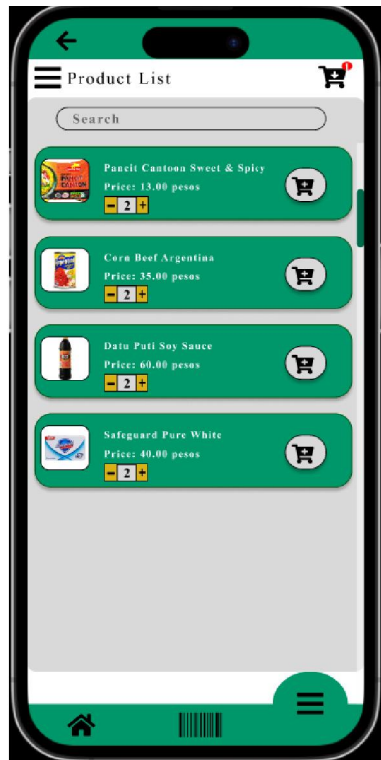 Product List
1
Search
Pancit Cantoon Sweet & Spicy
Price: 13.00 pesos
- 2 +
Corn Beef Argentina
Price: 35.00 pesos
- 2 +
Datu Puti Soy Sauce
Price: 60.00 pesos
- 2 +
Safeguard Pure White
Price: 40.00 pesos
- 2 +